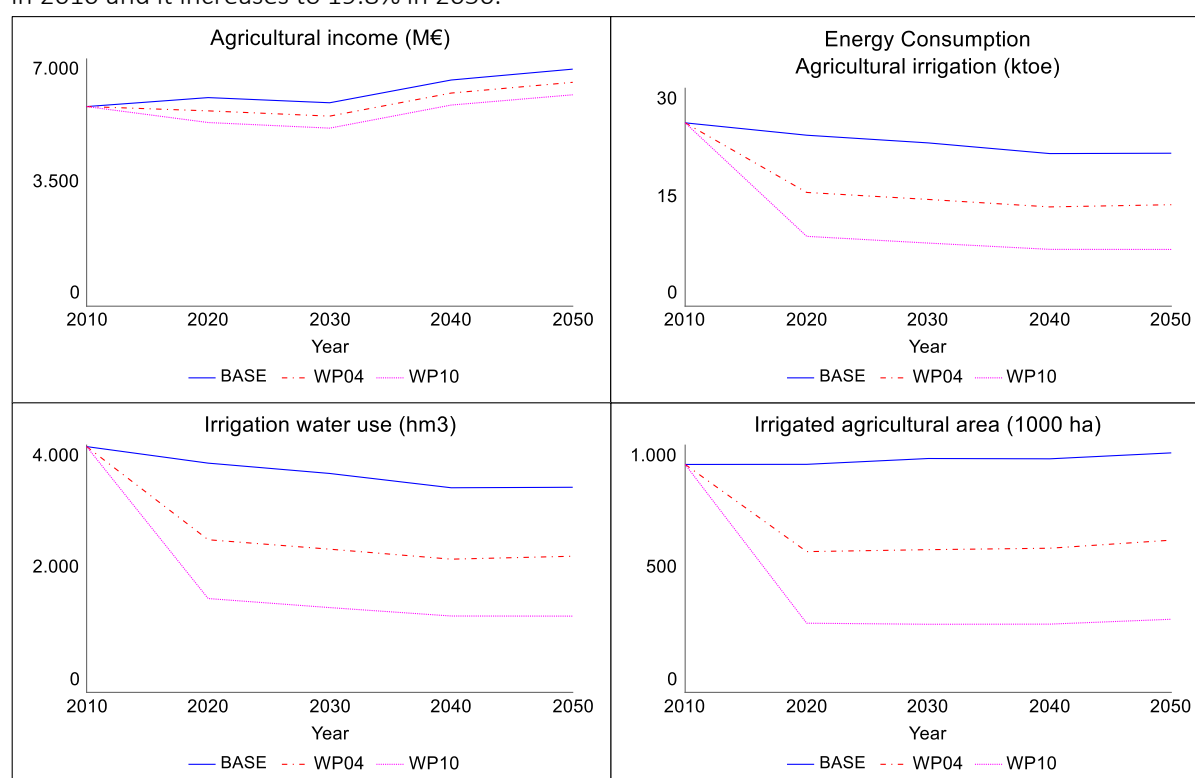 in 2010 and it increases to 19.8% in 2050.
Agricultural income (M€)
7.000
3.500
0
2010 2020 2030 2040 2050
Year
BASE WP04 WP10
Energy Consumption
Agricultural irrigation (ktoe)
30
15
0
2010 2020 2030 2040 2050
Year
BASE WP04 WP10
Irrigation water use (hm3)
4.000
2.000
0
2010 2020 2030 2040 2050
Year
BASE WP04 WP10
Irrigated agricultural area (1000 ha)
1.000
500
0
2010 2020 2030 2040 2050
Year
BASE WP04 WP10